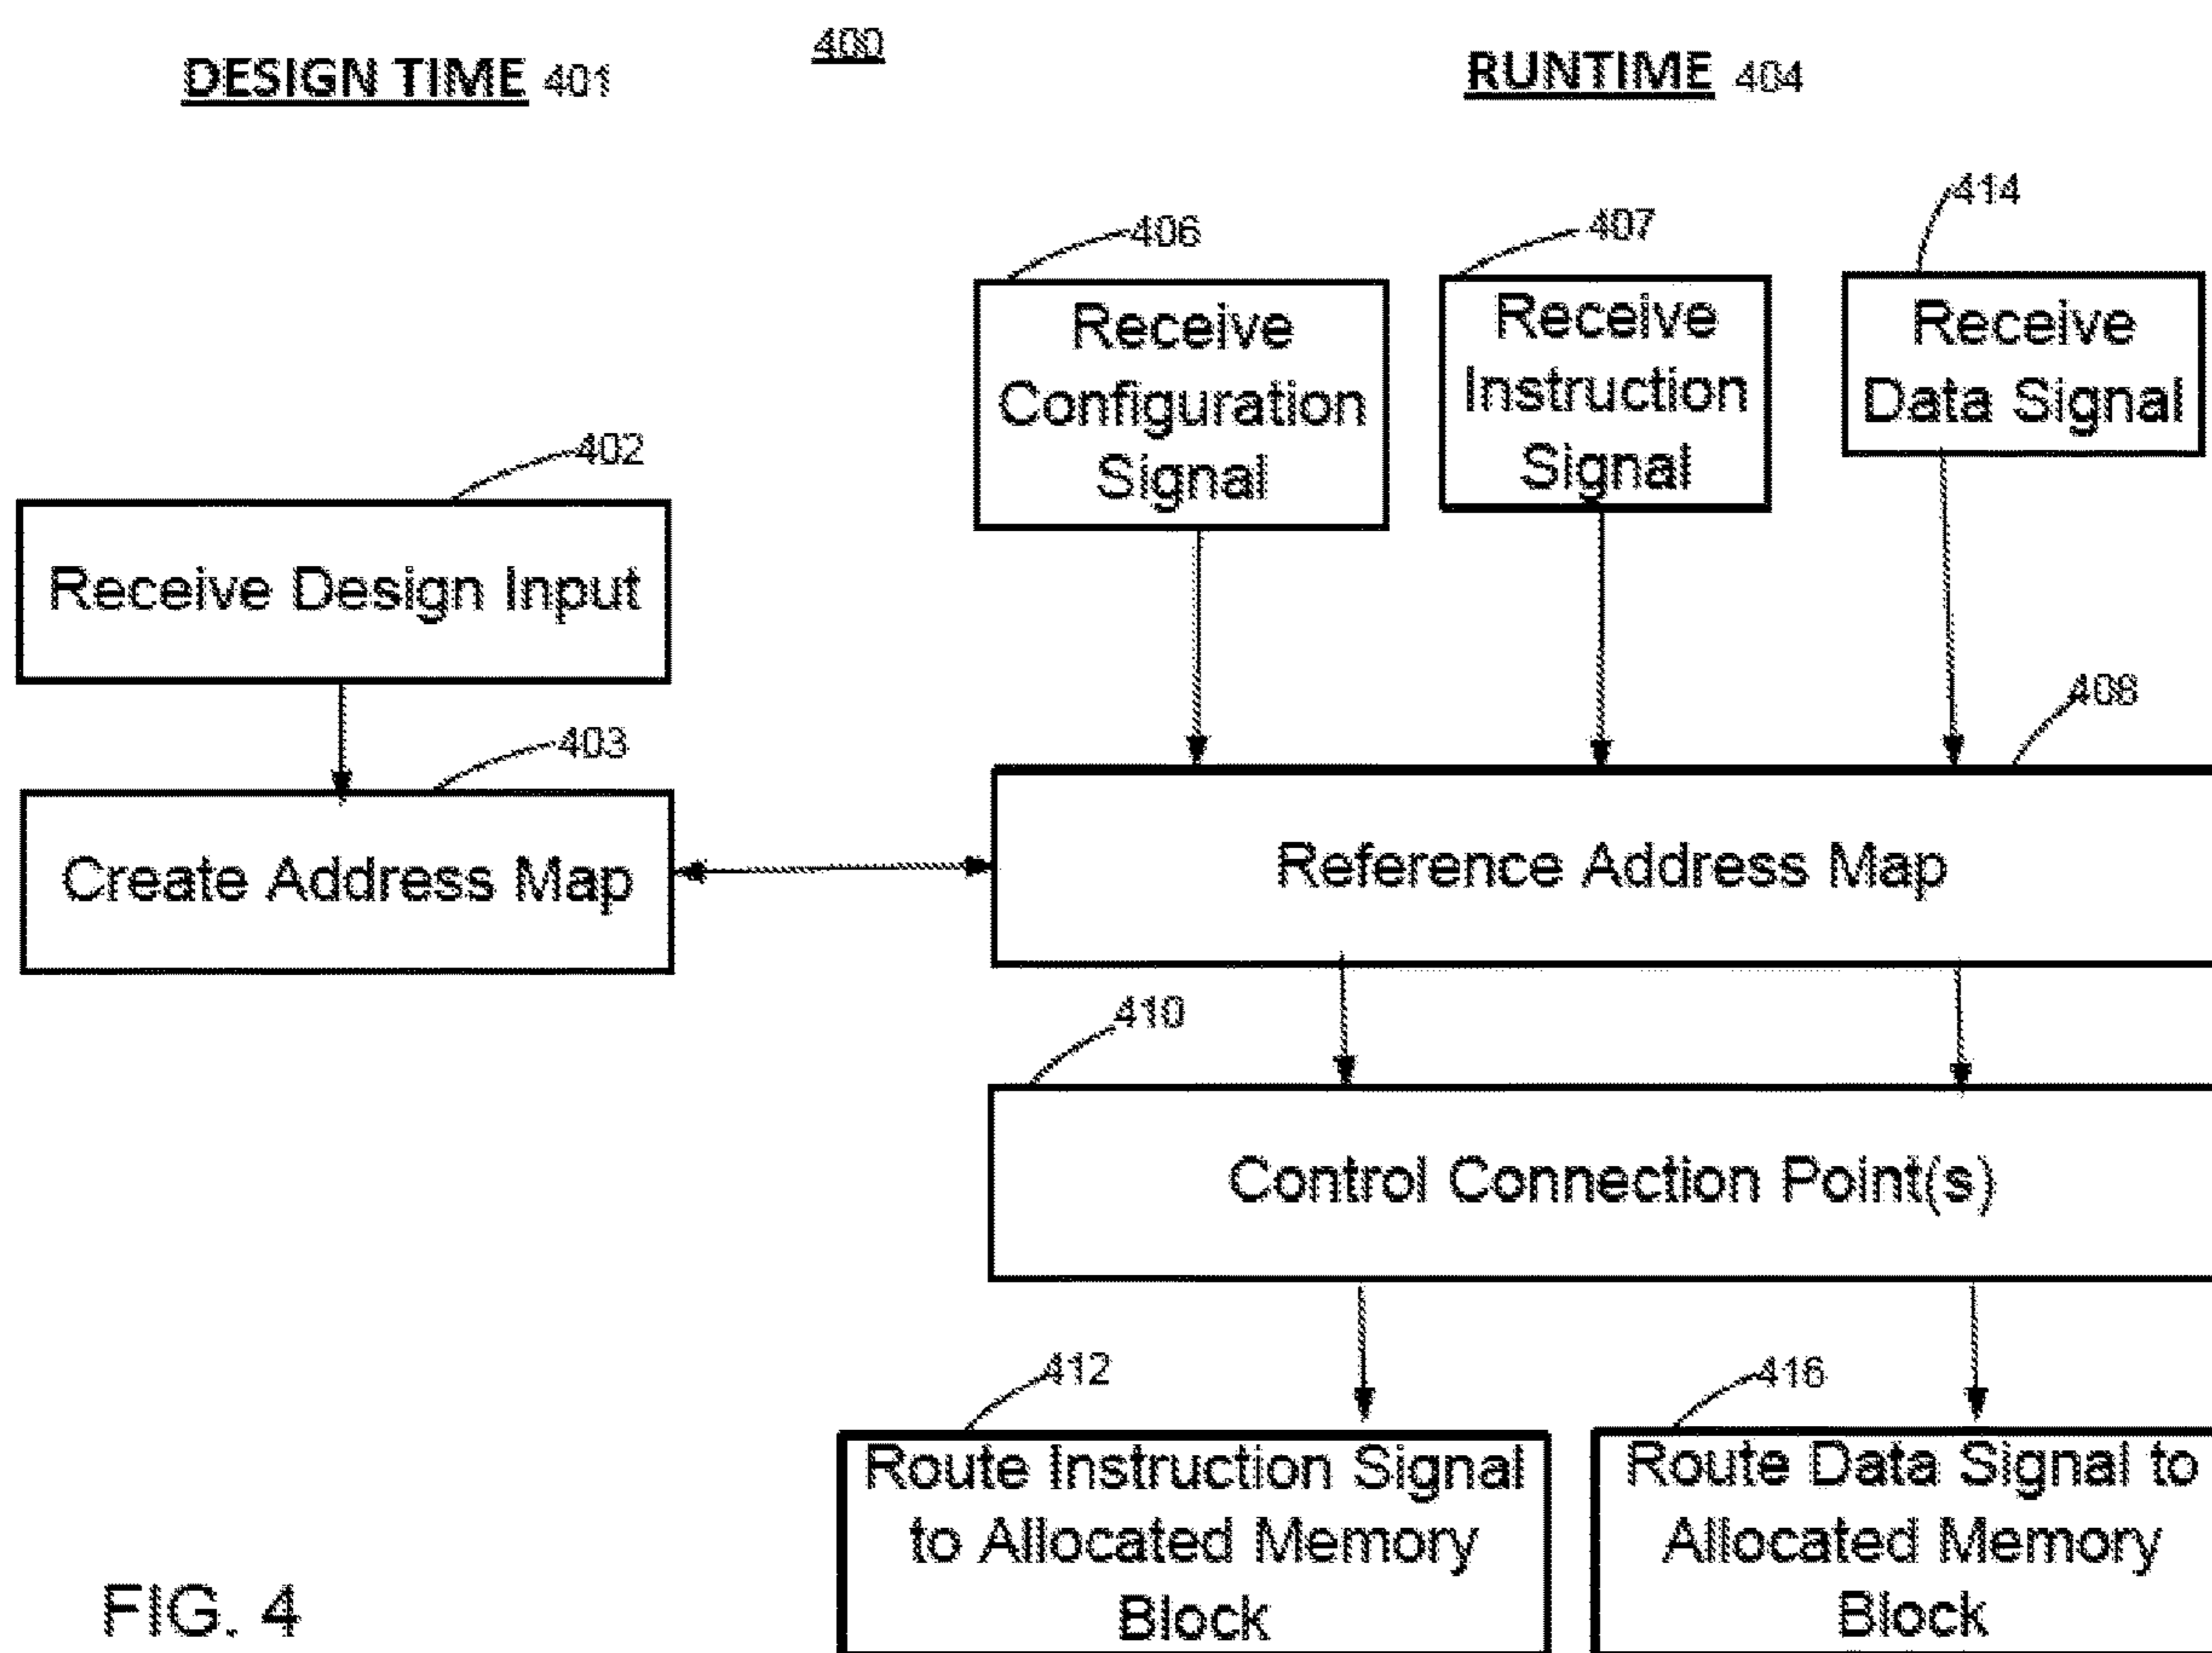 400
DESIGN TIME 401
RUNTIME 404
406
407
414
Receive
Configuration
Signal
Receive
Instruction
Signal
Receive
Data Signal
402
Receive Design Input
403
Create Address Map
408
Reference Address Map
410
Control Connection Point(s)
412
Route Instruction Signal
to Allocated Memory
Block
416
Route Data Signal to
Allocated Memory
Block
FIG. 4